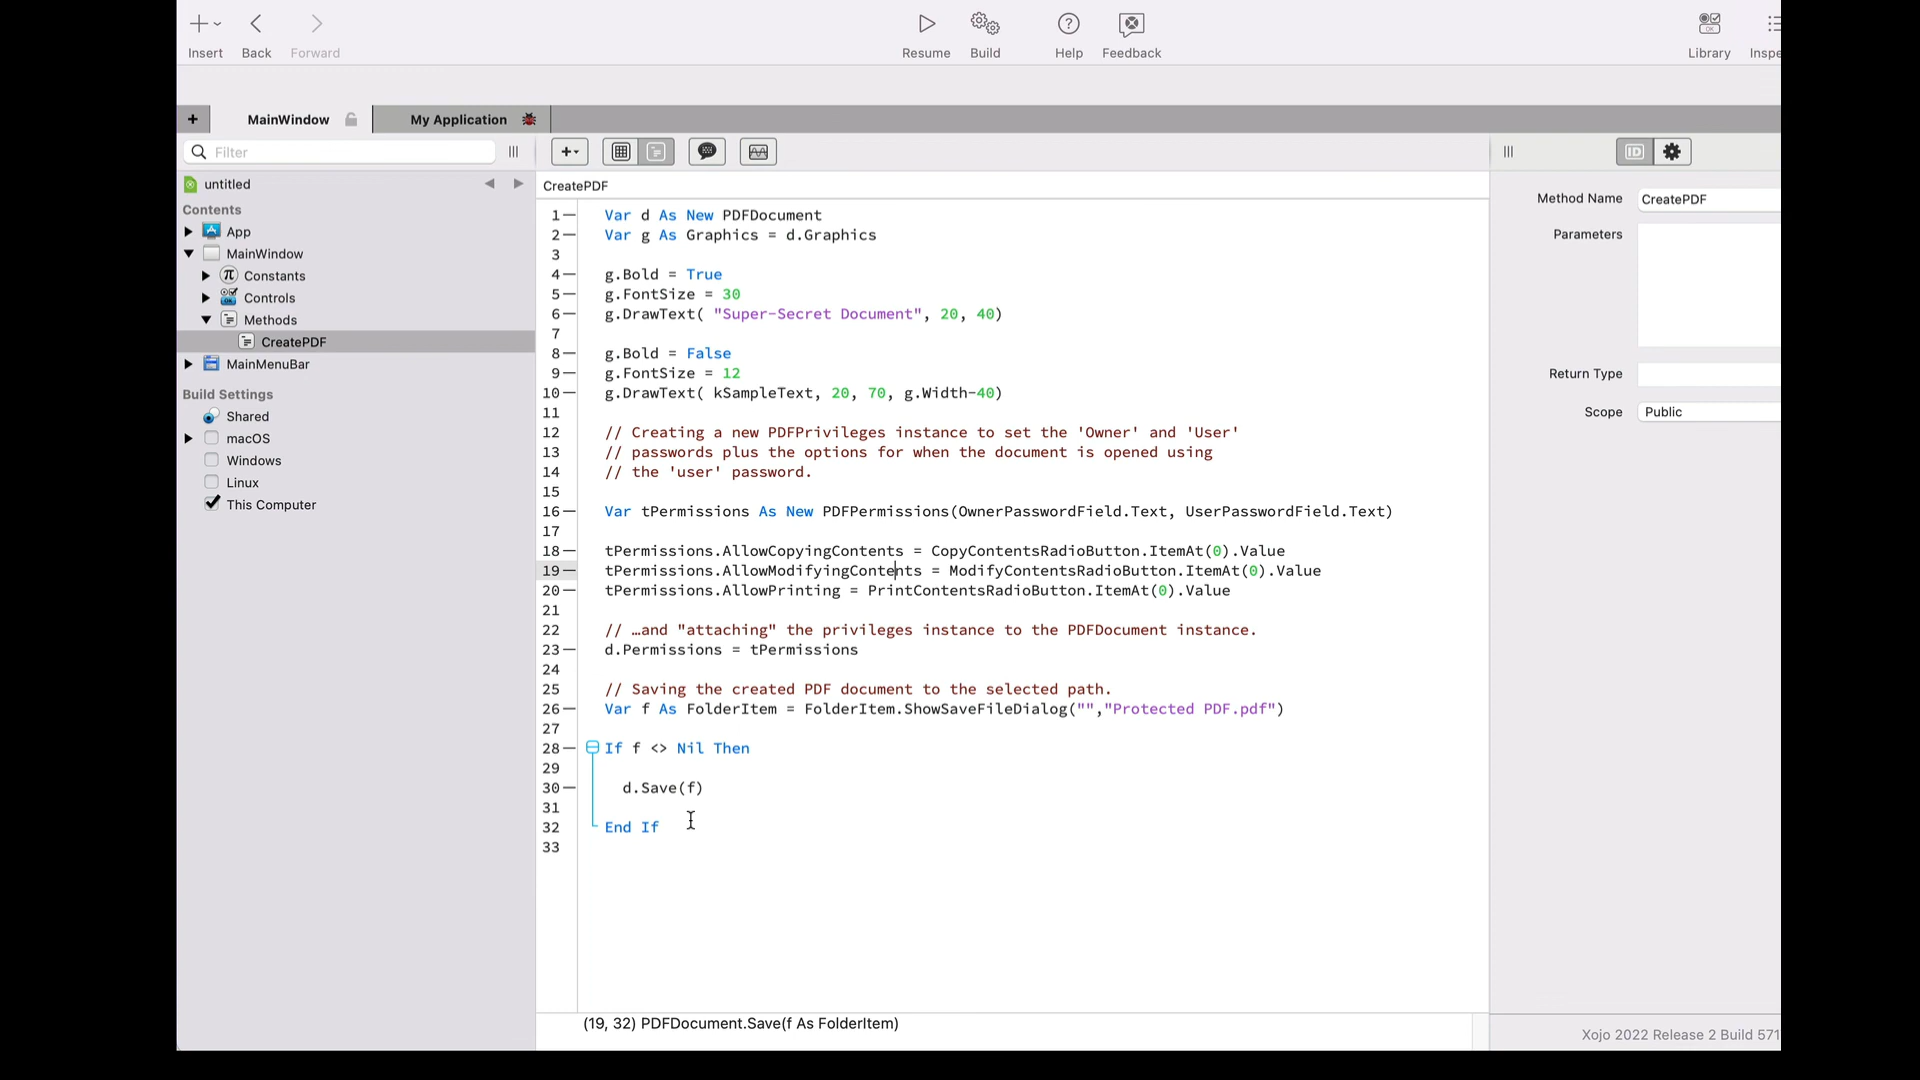 Insert Back Forward Resume Build Help Feedback Library Inspe
+ MainWindow My Application
Filter
untitled
Contents
App
MainWindow
Constants
Controls
Methods
CreatePDF
MainMenuBar
Build Settings
Shared
macOS
Windows
Linux
This Computer
CreatePDF
1 Var d As New PDFDocument
2 Var g As Graphics = d.Graphics
3
4 g.Bold = True
5 g.FontSize = 30
6 g.DrawText( "Super-Secret Document", 20, 40)
7
8 g.Bold = False
9 g.FontSize = 12
10 g.DrawText( kSampleText, 20, 70, g.Width-40)
11
12 // Creating a new PDFPrivileges instance to set the 'Owner' and 'User'
13 // passwords plus the options for when the document is opened using
14 // the 'user' password.
15
16 Var tPermissions As New PDFPermissions(OwnerPasswordField.Text, UserPasswordField.Text)
17
18 tPermissions.AllowCopyingContents = CopyContentsRadioButton.ItemAt(0).Value
19 tPermissions.AllowModifyingContents = ModifyContentsRadioButton.ItemAt(0).Value
20 tPermissions.AllowPrinting = PrintContentsRadioButton.ItemAt(0).Value
21
22 // …and "attaching" the privileges instance to the PDFDocument instance.
23 d.Permissions = tPermissions
24
25 // Saving the created PDF document to the selected path.
26 Var f As FolderItem = FolderItem.ShowSaveFileDialog("","Protected PDF.pdf")
27
28 If f <> Nil Then
29
30 d.Save(f)
31
32 End If
33
(19, 32) PDFDocument.Save(f As FolderItem)
ID
Method Name CreatePDF
Parameters
Return Type
Scope Public
Xojo 2022 Release 2 Build 571